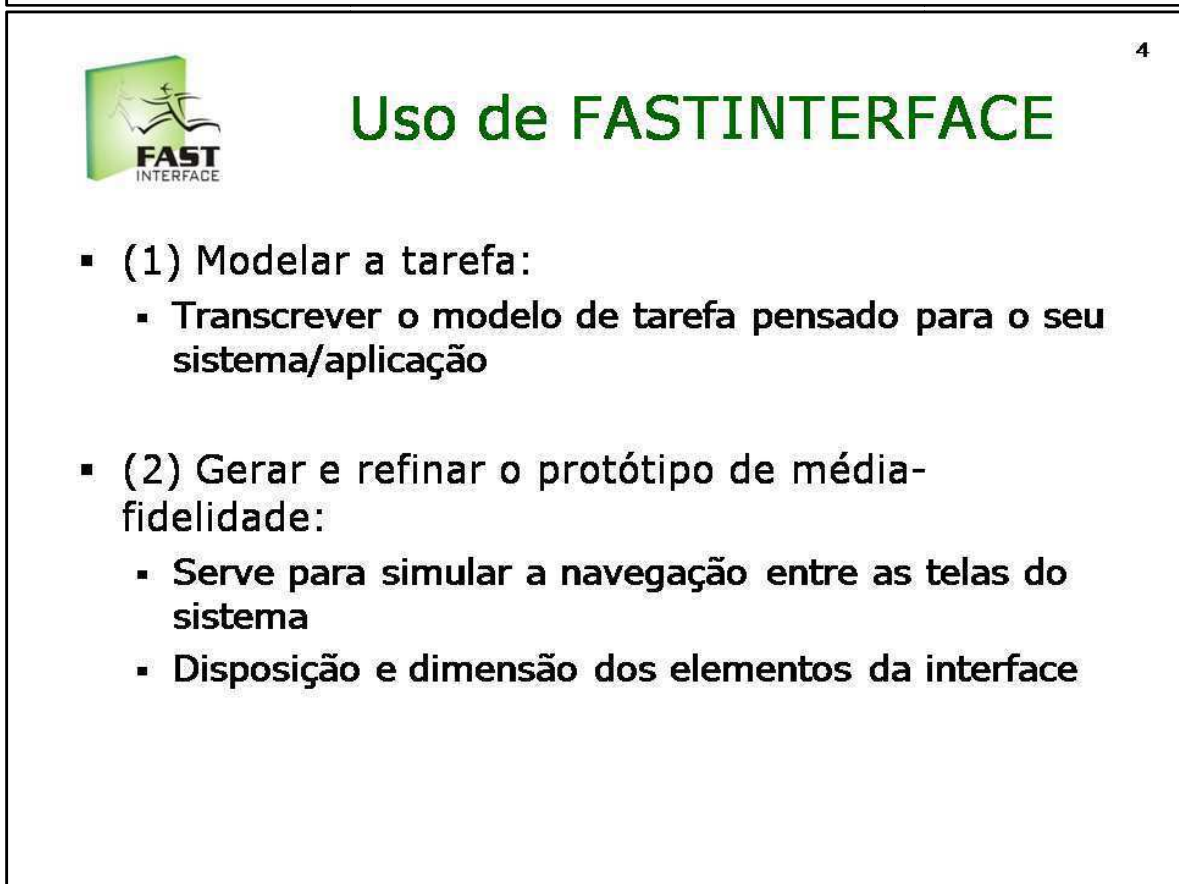 4
FAST
INTERFACE
Uso de FASTINTERFACE
▪ (1) Modelar a tarefa:
▪ Transcrever o modelo de tarefa pensado para o seu
sistema/aplicação
▪ (2) Gerar e refinar o protótipo de média-
fidelidade:
▪ Serve para simular a navegação entre as telas do
sistema
▪ Disposição e dimensão dos elementos da interface